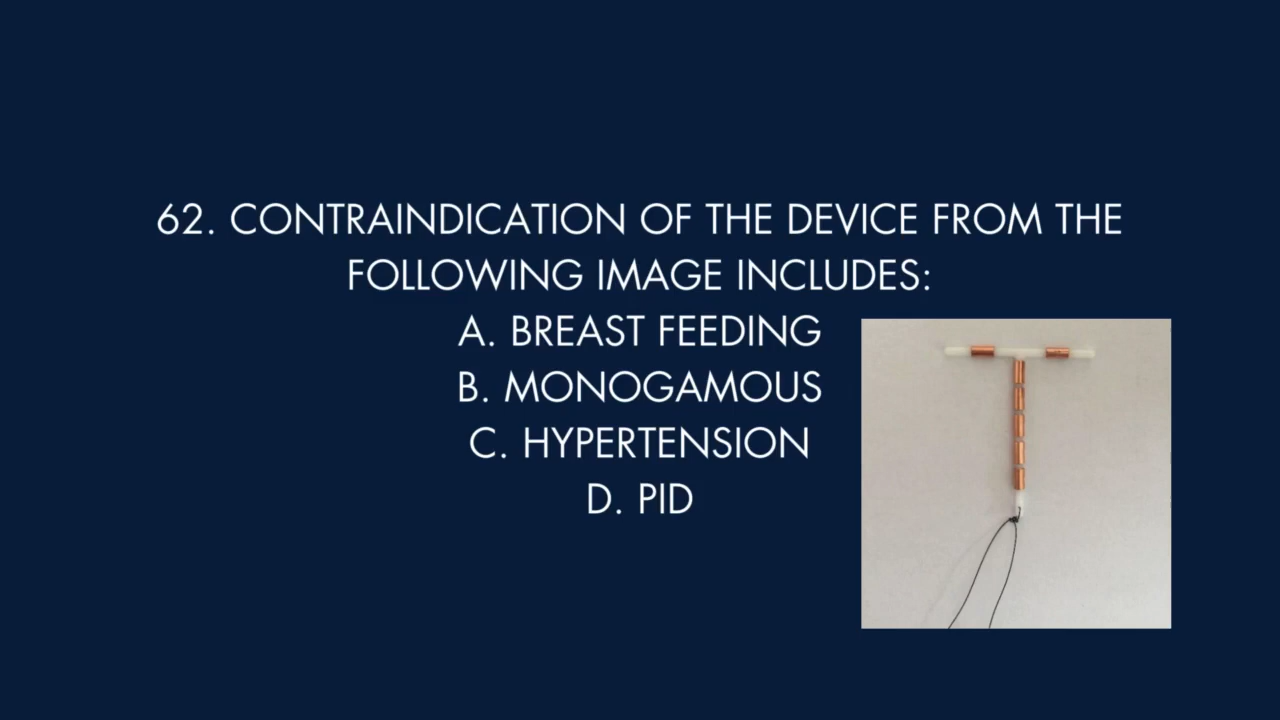 62. CONTRAINDICATION OF THE DEVICE FROM THE
FOLLOWING IMAGE INCLUDES:
A. BREAST FEEDING
B. MONOGAMOUS
C. HYPERTENSION
D. PID